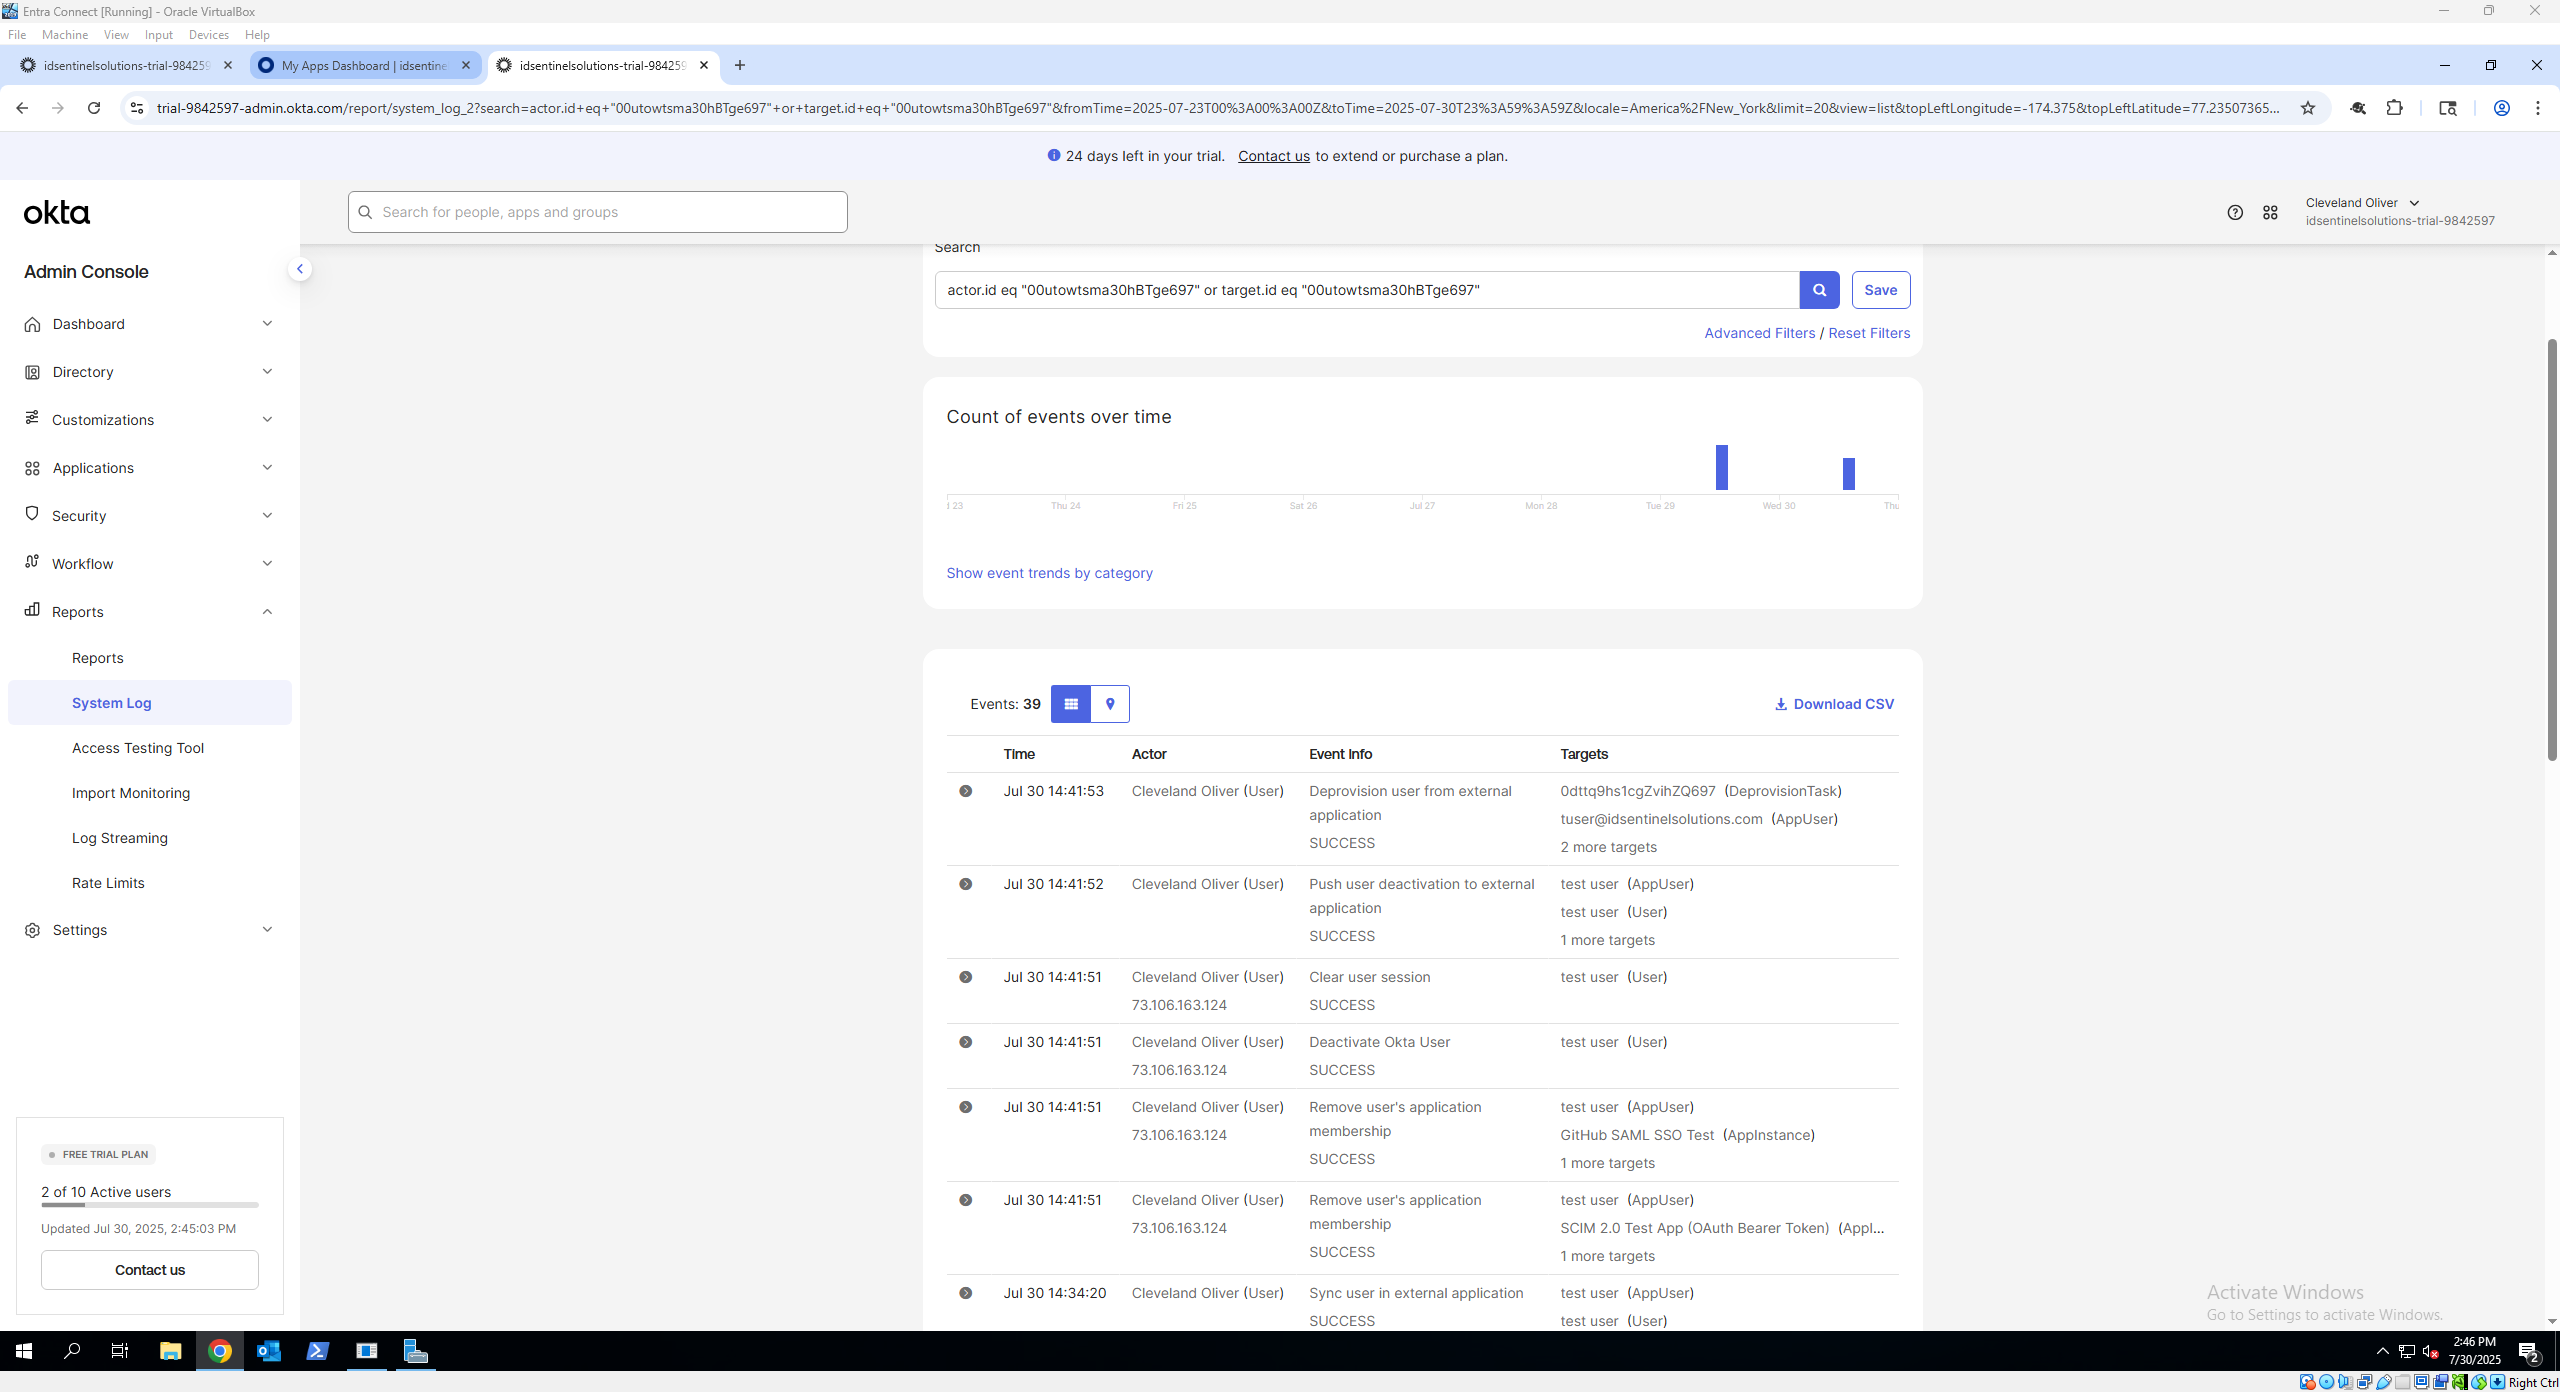 Entra Connect [Running] - Oracle VirtualBox
File Machine View Input Devices Help
idsentinelsolutions-trial-984259
My Apps Dashboard | idsentinel
idsentinelsolutions-trial-984259
trial-9842597-admin.okta.com/report/system_log_2?search=actor.id+eq+"00utowtsma30hBTge697"+or+target.id+eq+"00utowtsma30hBTge697"&fromTime=2025-07-23T00%3A00%3A00Z&toTime=2025-07-30T23%3A59%3A59Z&locale=America%2FNew_York&limit=20&view=list&topLeftLongitude=-174.375&topLeftLatitude=77.23507365...
24 days left in your trial. Contact us to extend or purchase a plan.
okta
Search for people, apps and groups
Cleveland Oliver
idsentinelsolutions-trial-9842597
Admin Console
Dashboard
Directory
Customizations
Applications
Security
Workflow
Reports
Reports
System Log
Access Testing Tool
Import Monitoring
Log Streaming
Rate Limits
Settings
FREE TRIAL PLAN
2 of 10 Active users
Updated Jul 30, 2025, 2:45:03 PM
Contact us
Search
actor.id eq "00utowtsma30hBTge697" or target.id eq "00utowtsma30hBTge697"
Save
Advanced Filters / Reset Filters
Count of events over time
23 Thu 24 Fri 25 Sat 26 Jul 27 Mon 28 Tue 29 Wed 30 Thu
Show event trends by category
Events: 39
Download CSV
Time Actor Event Info Targets
Jul 30 14:41:53 Cleveland Oliver (User) Deprovision user from external 0dttq9hs1cgZvihZQ697 (DeprovisionTask)
application tuser@idsentinelsolutions.com (AppUser)
SUCCESS 2 more targets
Jul 30 14:41:52 Cleveland Oliver (User) Push user deactivation to external test user (AppUser)
application test user (User)
SUCCESS 1 more targets
Jul 30 14:41:51 Cleveland Oliver (User) Clear user session test user (User)
73.106.163.124 SUCCESS
Jul 30 14:41:51 Cleveland Oliver (User) Deactivate Okta User test user (User)
73.106.163.124 SUCCESS
Jul 30 14:41:51 Cleveland Oliver (User) Remove user's application test user (AppUser)
73.106.163.124 membership GitHub SAML SSO Test (AppInstance)
SUCCESS 1 more targets
Jul 30 14:41:51 Cleveland Oliver (User) Remove user's application test user (AppUser)
73.106.163.124 membership SCIM 2.0 Test App (OAuth Bearer Token) (AppI...
SUCCESS 1 more targets
Jul 30 14:34:20 Cleveland Oliver (User) Sync user in external application test user (AppUser)
SUCCESS test user (User)
Activate Windows
Go to Settings to activate Windows.
2:46 PM
7/30/2025
2
Right Ctrl